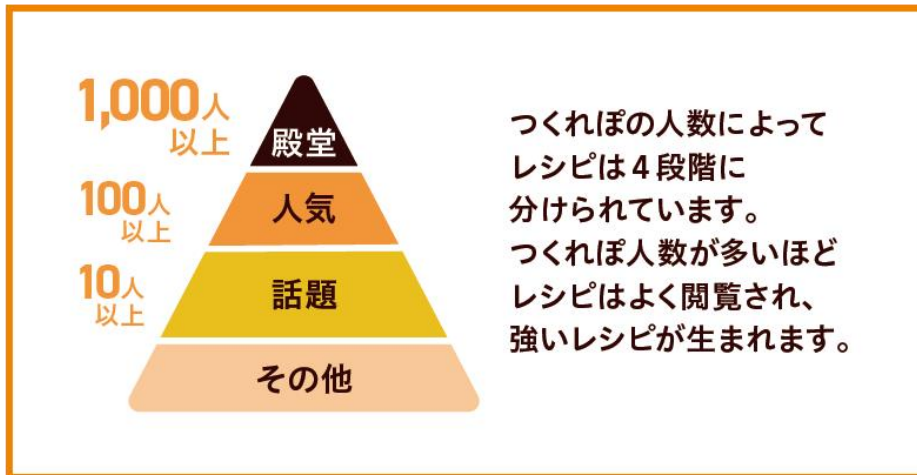 1,000人
以上
殿堂
100人
以上
人気
10人
以上
話題
その他
つくれぽの人数によって
レシピは4段階に
分けられています。
つくれぽ人数が多いほど
レシピはよく閲覧され、
強いレシピが生まれます。